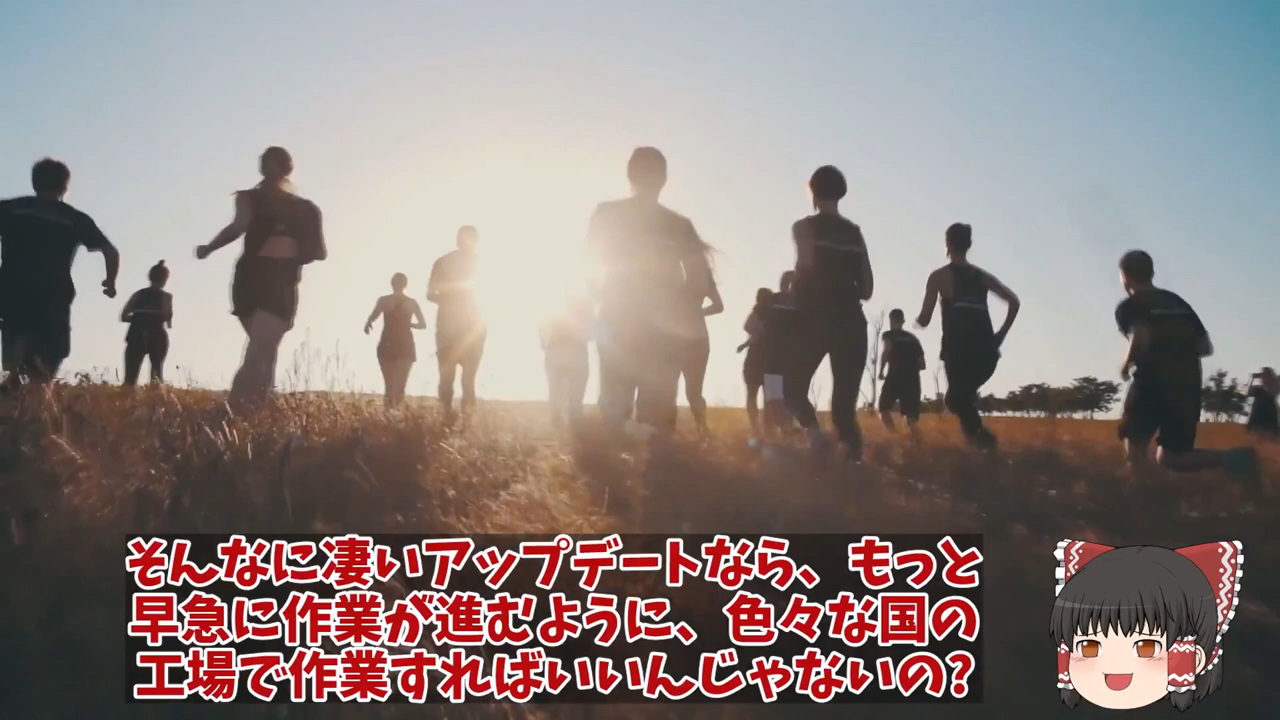 そんなに凄いアップデートなら、もっと
早急に作業が進むように、色々な国の
工場で作業すればいいんじゃないの?